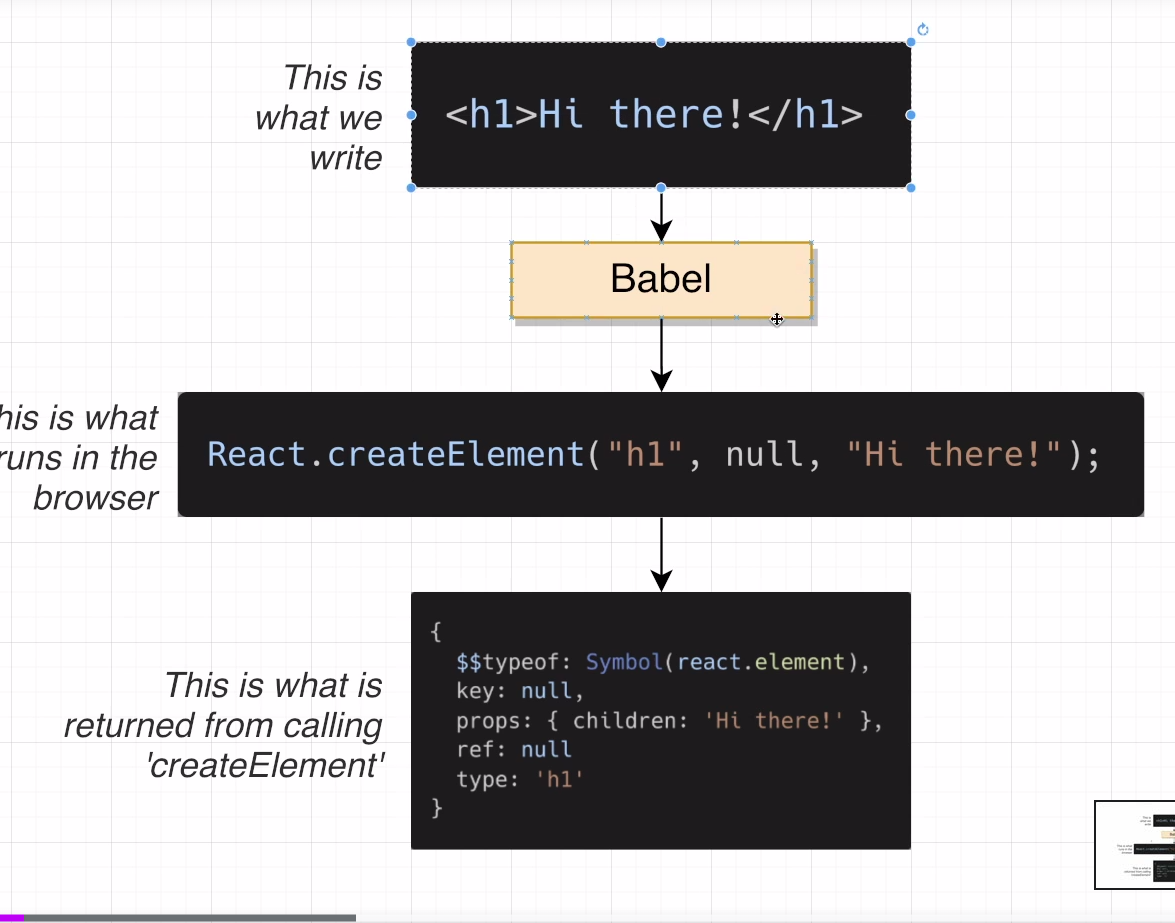 This is
what we
write
<h1>Hi there!</h1>
Babel
his is what
runs in the
browser
React.createElement("h1", null, "Hi there!");
This is what is
returned from calling
'createElement'
{
$$typeof: Symbol(react.element),
key: null,
props: { children: 'Hi there!' },
ref: null
type: 'h1'
}